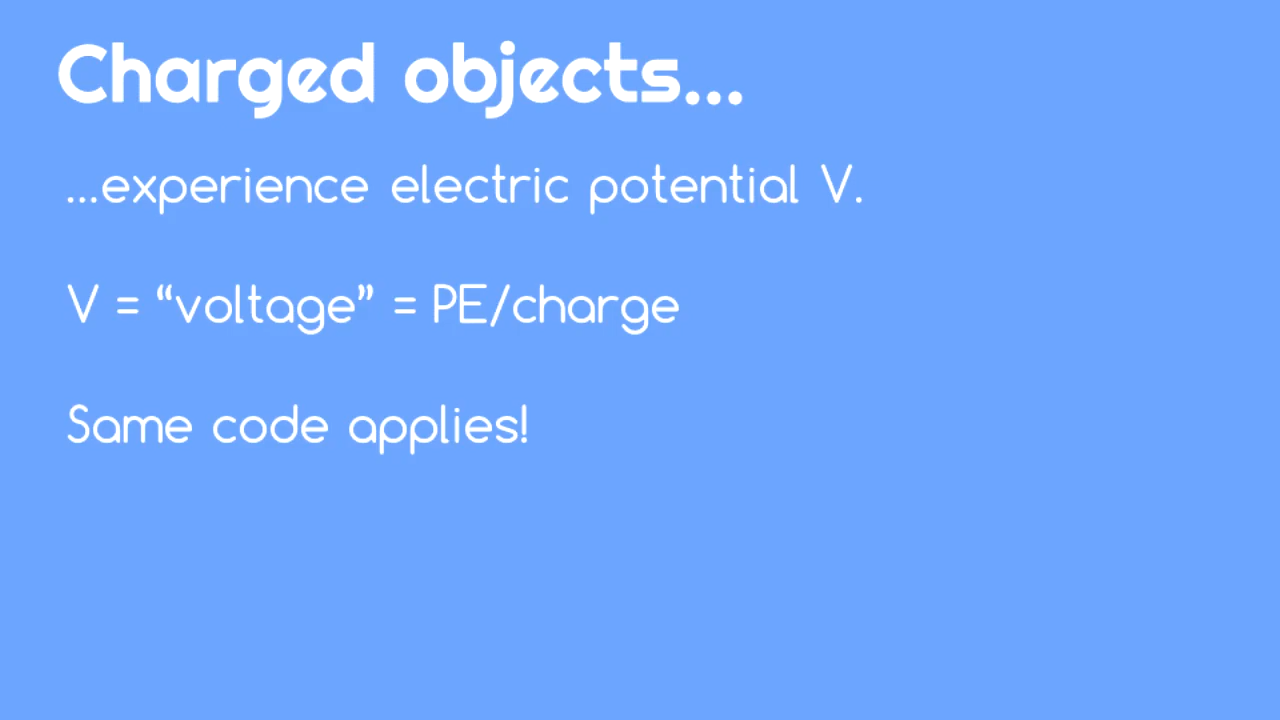 Charged objects...
...experience electric potential V.
V = “voltage” = PE/charge
Same code applies!